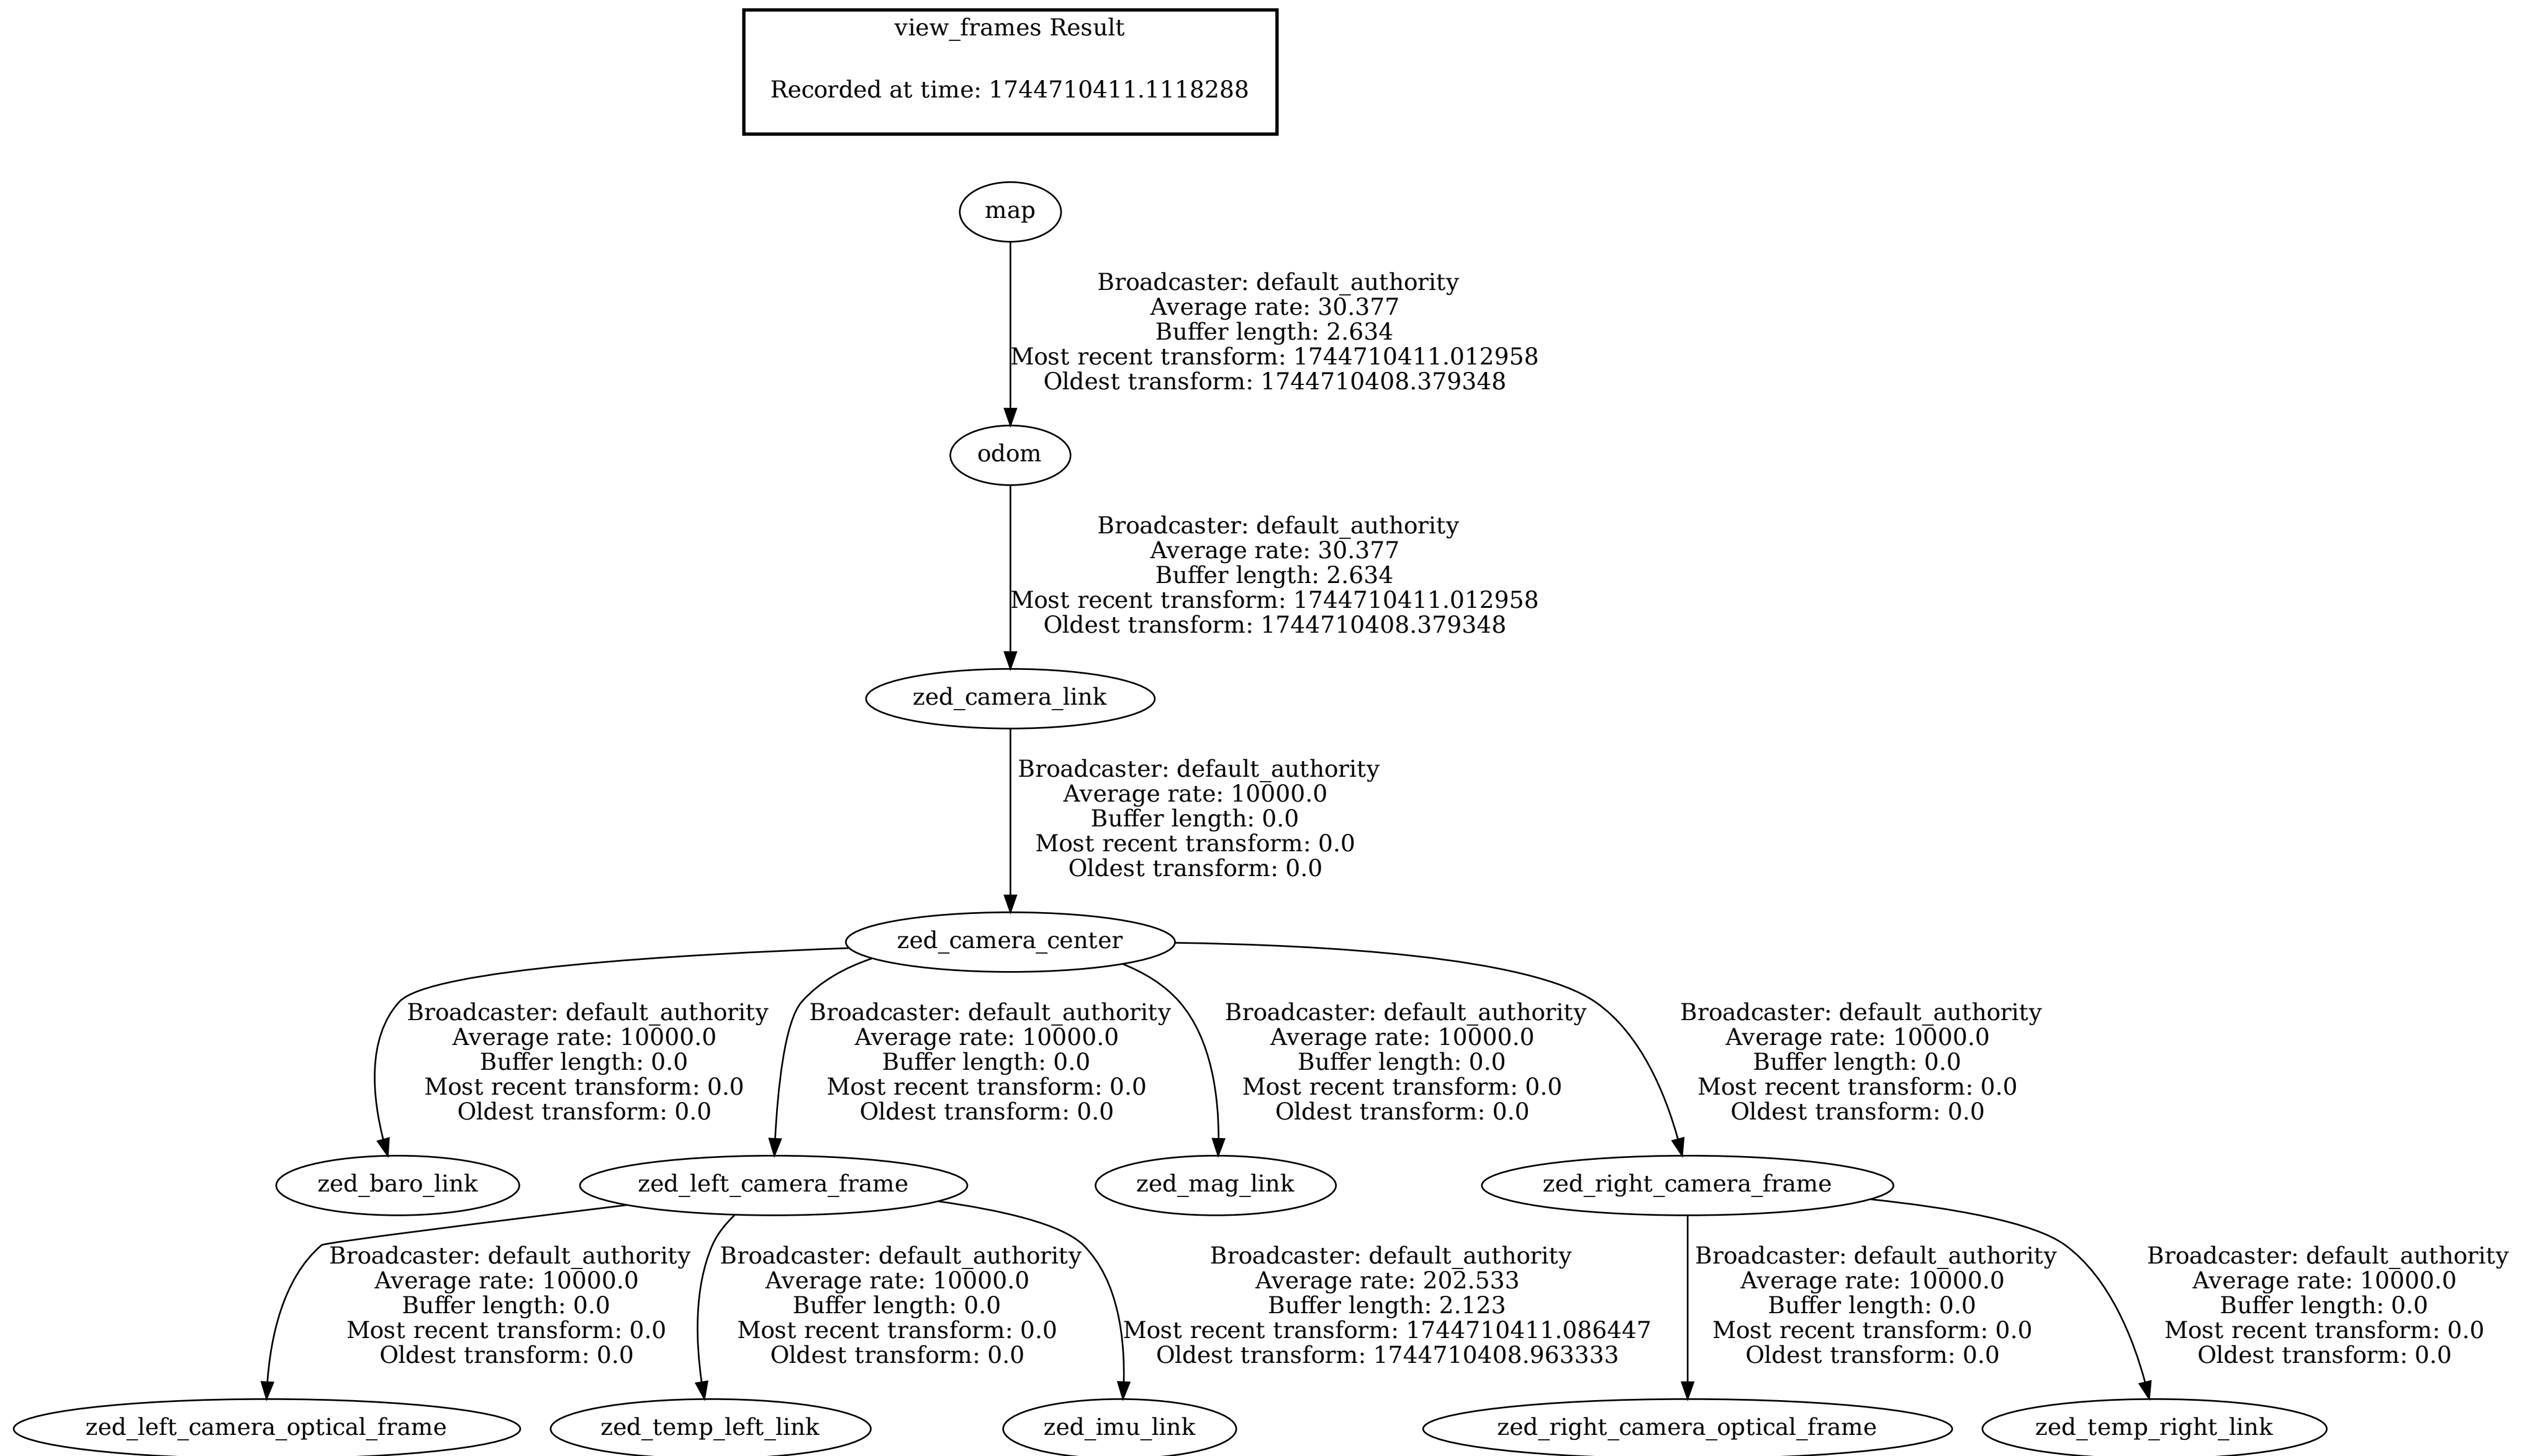 view_frames Result
Recorded at time: 1744710411.1118288
map
Broadcaster: default_authority
Average rate: 30.377
Buffer length: 2.634
Most recent transform: 1744710411.012958
Oldest transform: 1744710408.379348
odom
Broadcaster: default_authority
Average rate: 30.377
Buffer length: 2.634
Most recent transform: 1744710411.012958
Oldest transform: 1744710408.379348
zed_camera_link
Broadcaster: default_authority
Average rate: 10000.0
Buffer length: 0.0
Most recent transform: 0.0
Oldest transform: 0.0
zed_camera_center
Broadcaster: default_authority
Average rate: 10000.0
Buffer length: 0.0
Most recent transform: 0.0
Oldest transform: 0.0
Broadcaster: default_authority
Average rate: 10000.0
Buffer length: 0.0
Most recent transform: 0.0
Oldest transform: 0.0
Broadcaster: default_authority
Average rate: 10000.0
Buffer length: 0.0
Most recent transform: 0.0
Oldest transform: 0.0
Broadcaster: default_authority
Average rate: 10000.0
Buffer length: 0.0
Most recent transform: 0.0
Oldest transform: 0.0
zed_baro_link
zed_left_camera_frame
zed_mag_link
zed_right_camera_frame
Broadcaster: default_authority
Average rate: 10000.0
Buffer length: 0.0
Most recent transform: 0.0
Oldest transform: 0.0
Broadcaster: default_authority
Average rate: 10000.0
Buffer length: 0.0
Most recent transform: 0.0
Oldest transform: 0.0
Broadcaster: default_authority
Average rate: 202.533
Buffer length: 2.123
Most recent transform: 1744710411.086447
Oldest transform: 1744710408.963333
Broadcaster: default_authority
Average rate: 10000.0
Buffer length: 0.0
Most recent transform: 0.0
Oldest transform: 0.0
Broadcaster: default_authority
Average rate: 10000.0
Buffer length: 0.0
Most recent transform: 0.0
Oldest transform: 0.0
zed_left_camera_optical_frame
zed_temp_left_link
zed_imu_link
zed_right_camera_optical_frame
zed_temp_right_link